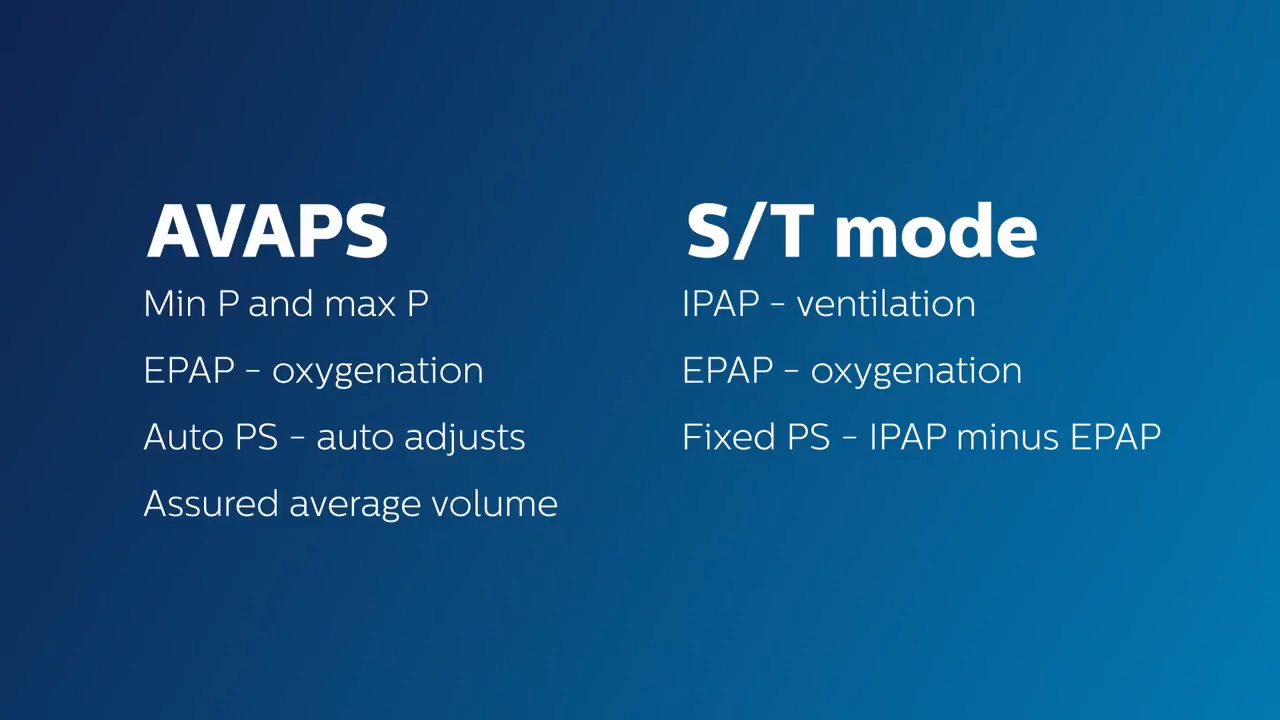 AVAPS
Min P and max P
EPAP – oxygenation
Auto PS – auto adjusts
Assured average volume
S/T mode
IPAP – ventilation
EPAP – oxygenation
Fixed PS – IPAP minus EPAP